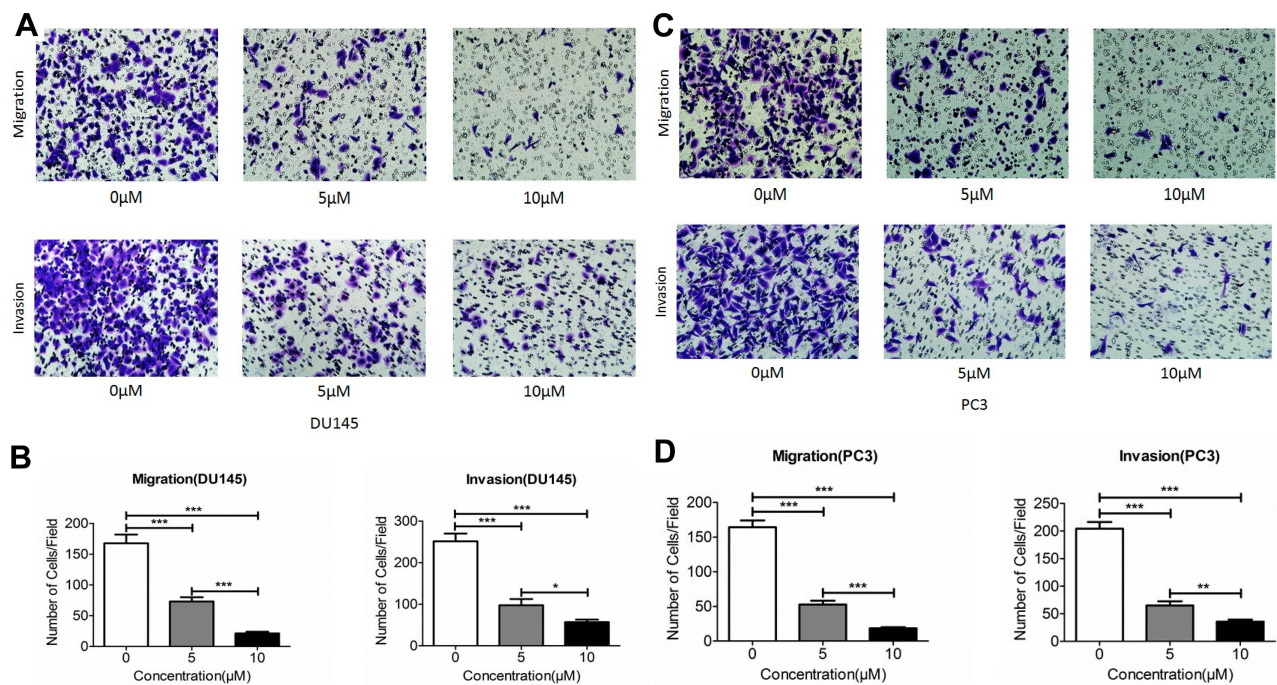 A
Migration
0μM
5μM
10μM
Invasion
0μM
5μM
10μM
DU145
C
Migration
0μM
5μM
10μM
Invasion
0μM
5μM
10μM
PC3
B
Migration(DU145)
Number of Cells/Field
200
150
100
50
0
***
***
***
0
5
10
Concentration(μM)
Invasion(DU145)
Number of Cells/Field
300
200
100
0
***
***
*
0
5
10
Concentration(μM)
D
Migration(PC3)
Number of Cells/Field
200
150
100
50
0
***
***
***
0
5
10
Concentration(μM)
Invasion(PC3)
Number of Cells/Field
250
200
150
100
50
0
***
***
**
0
5
10
Concentration(μM)